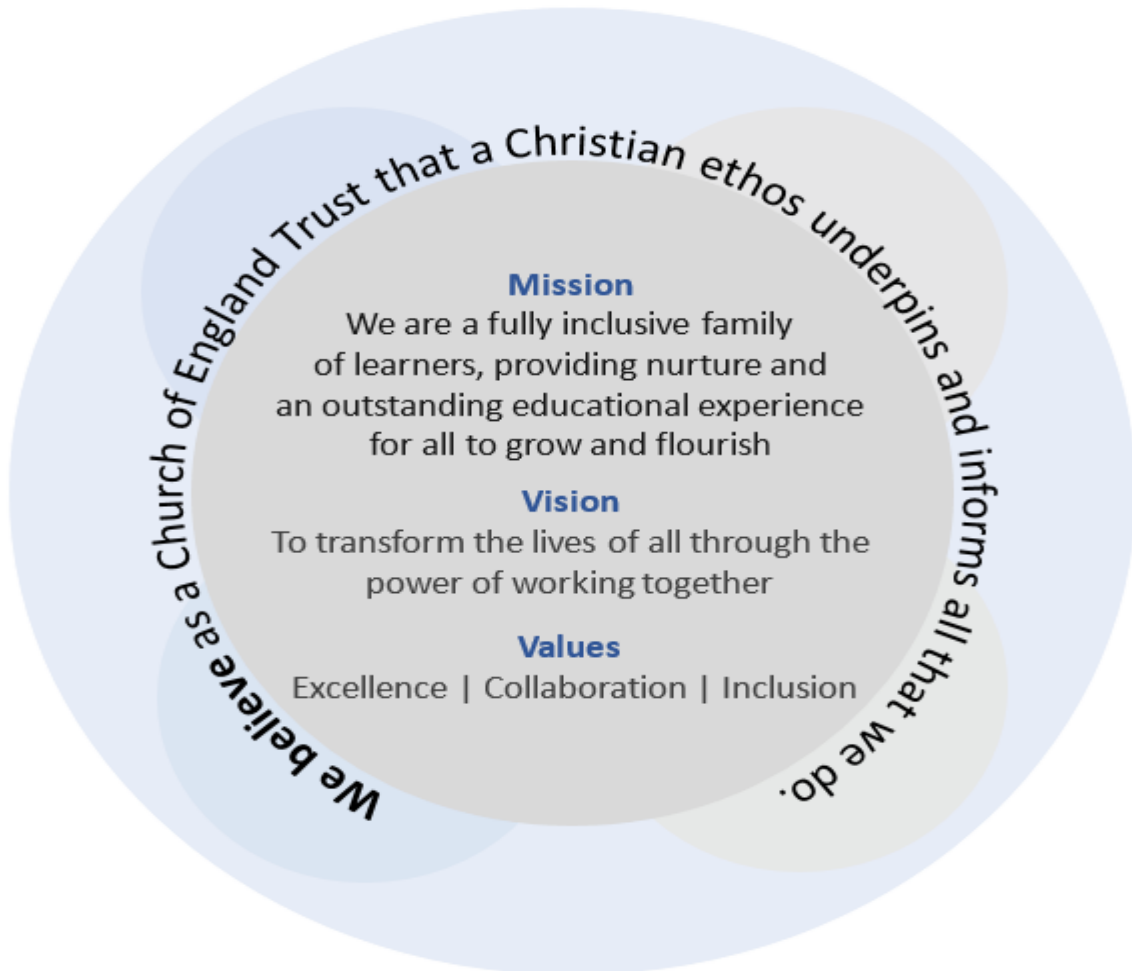 We believe as a Church of England Trust that a Christian ethos underpins and informs all that we do.
Mission
We are a fully inclusive family
of learners, providing nurture and
an outstanding educational experience
for all to grow and flourish
Vision
To transform the lives of all through the
power of working together
Values
Excellence | Collaboration | Inclusion